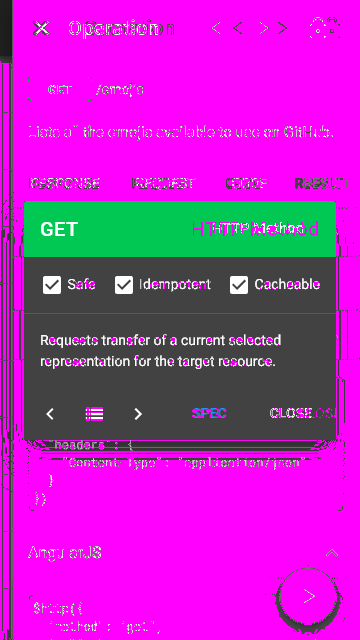 Operation
GET /emojis
Lists all the emojis available to use on GitHub.
RESPONSE REQUEST CODE
GET HTTP Method
Safe Idempotent Cacheable
Requests transfer of a current selected
representation for the target resource.
SPEC CLOSE
"headers": {
"Content-Type": "application/json"
}
})
AngularJS
$http({
"method": "get",